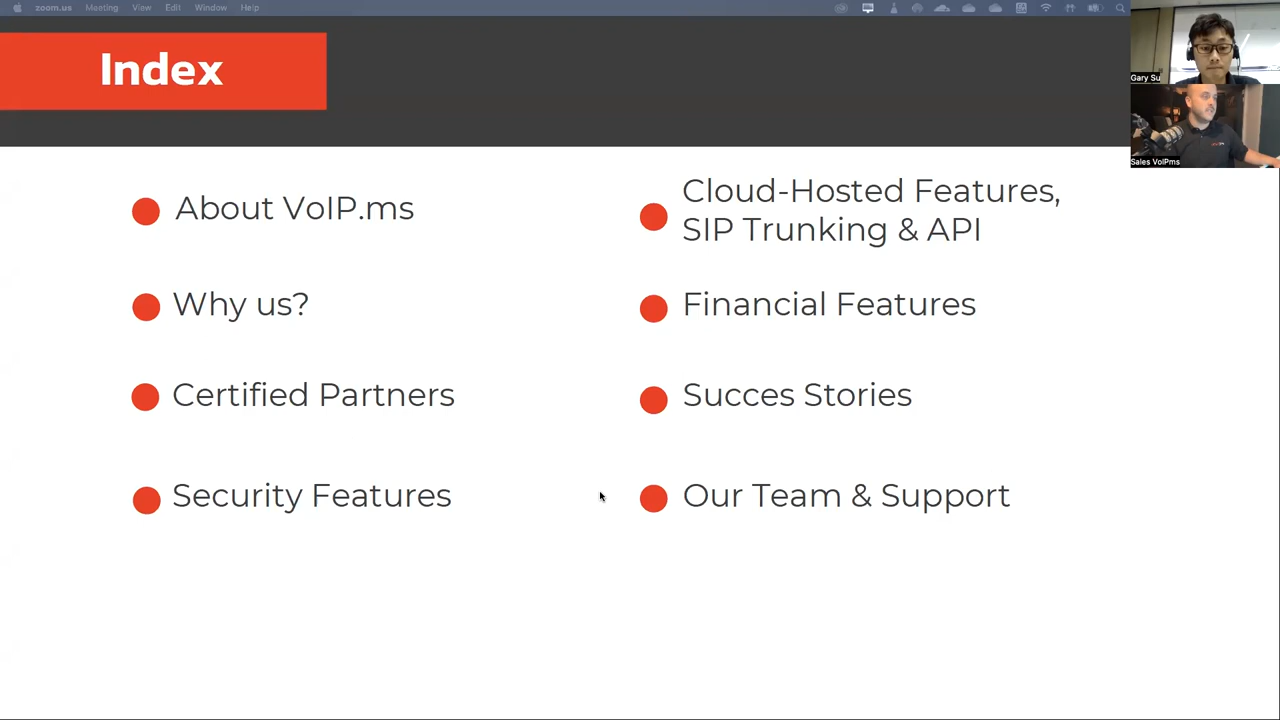 zoom.us Meeting View Edit Window Help
Index
About VoIP.ms
Why us?
Certified Partners
Security Features
Cloud-Hosted Features,
SIP Trunking & API
Financial Features
Succes Stories
Our Team & Support
Gary Su
Sales VoIPms